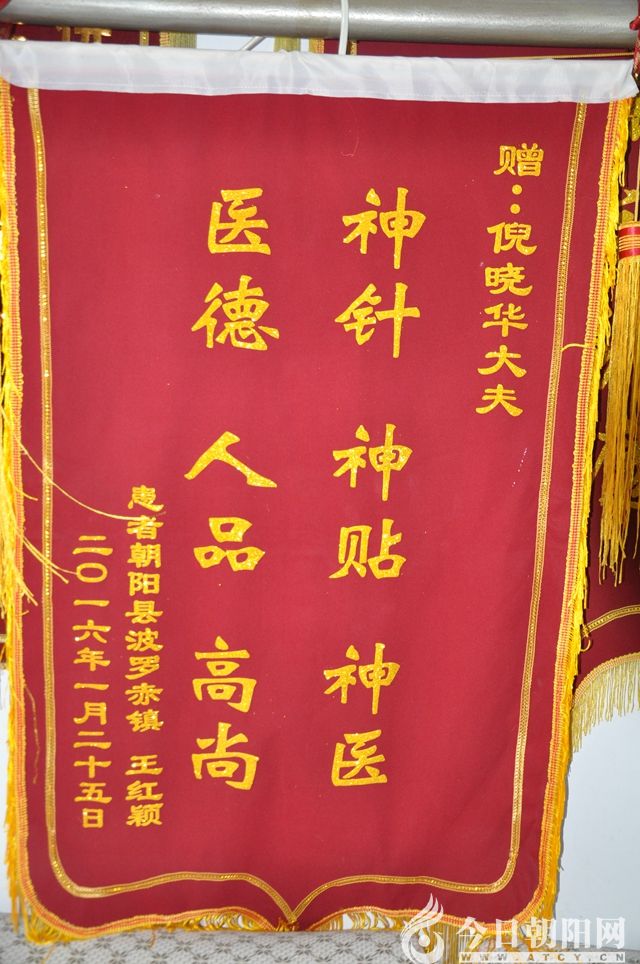 赠：倪晓华大夫
神针 神贴 神医
医德 人品 高尚
患者朝阳县波罗赤镇 王红颖
二〇一六年一月二十五日
今日朝阳网
WWW.ATCY.CN